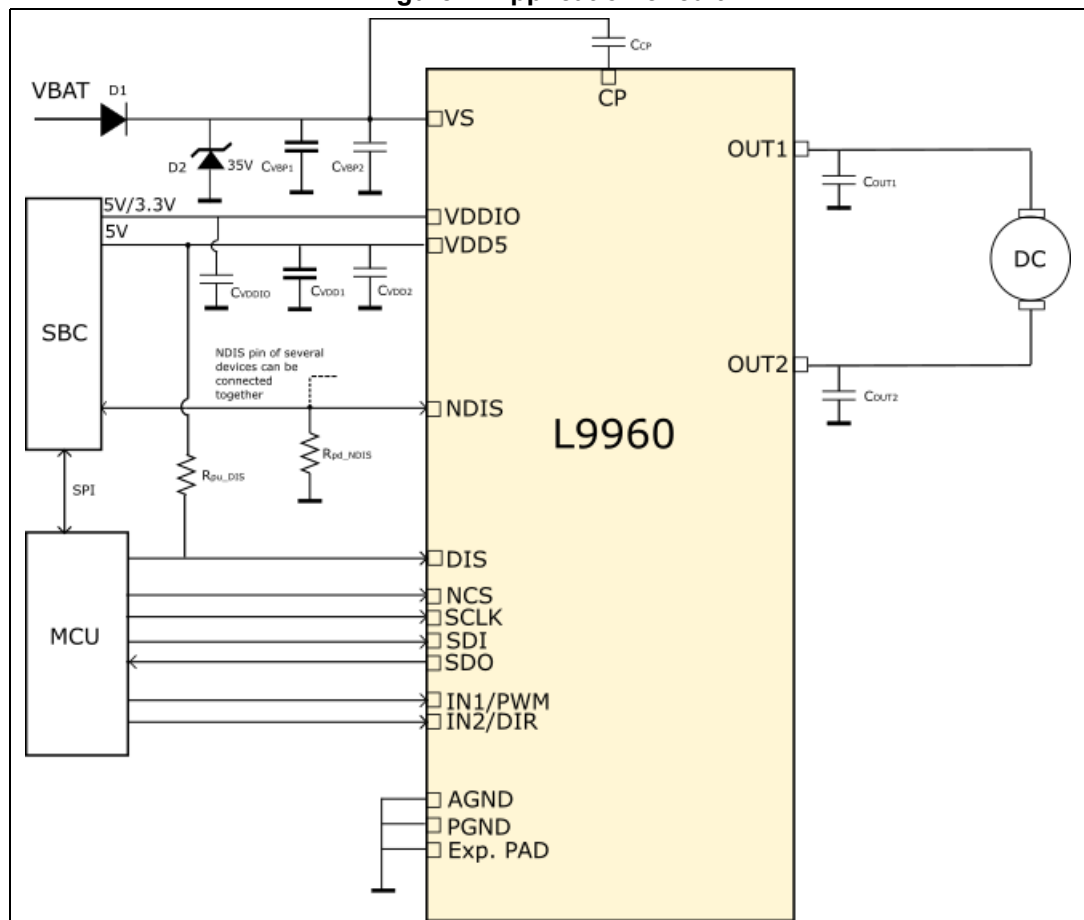 CCP
VBAT
D1
CP
VS
OUT1
D2
35V
CVBP1
CVBP2
COUT1
5V/3.3V
VDDIO
5V
VDD5
DC
CVDDIO
CVDD1
CVDD2
SBC
NDIS pin of several
devices can be
connected
together
OUT2
COUT2
NDIS
L9960
Rpd_NDIS
Rpu_DIS
SPI
DIS
NCS
SCLK
MCU
SDI
SDO
IN1/PWM
IN2/DIR
AGND
PGND
Exp. PAD